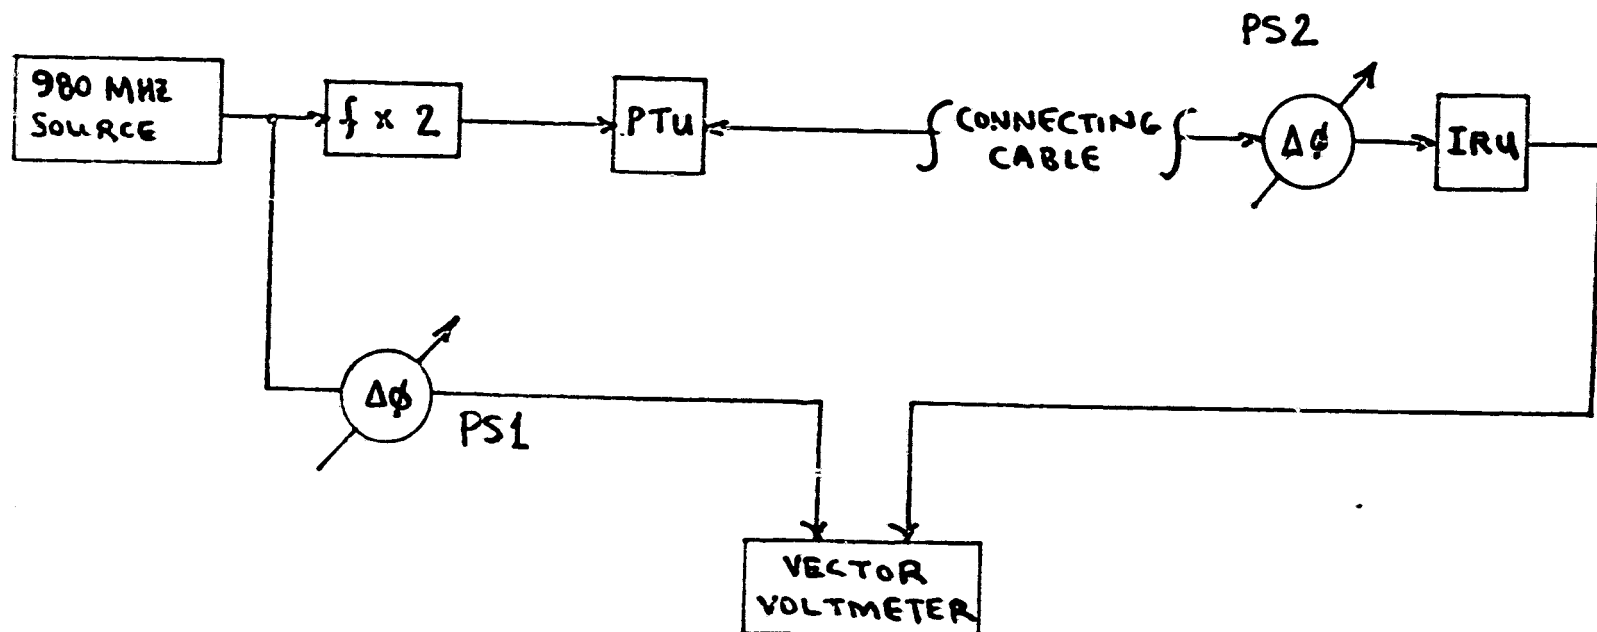 PS2
980 MHZ
SOURCE
f x 2
PTU
CONNECTING
CABLE
Δϕ
IRU
Δϕ
PS1
VECTOR
VOLTMETER